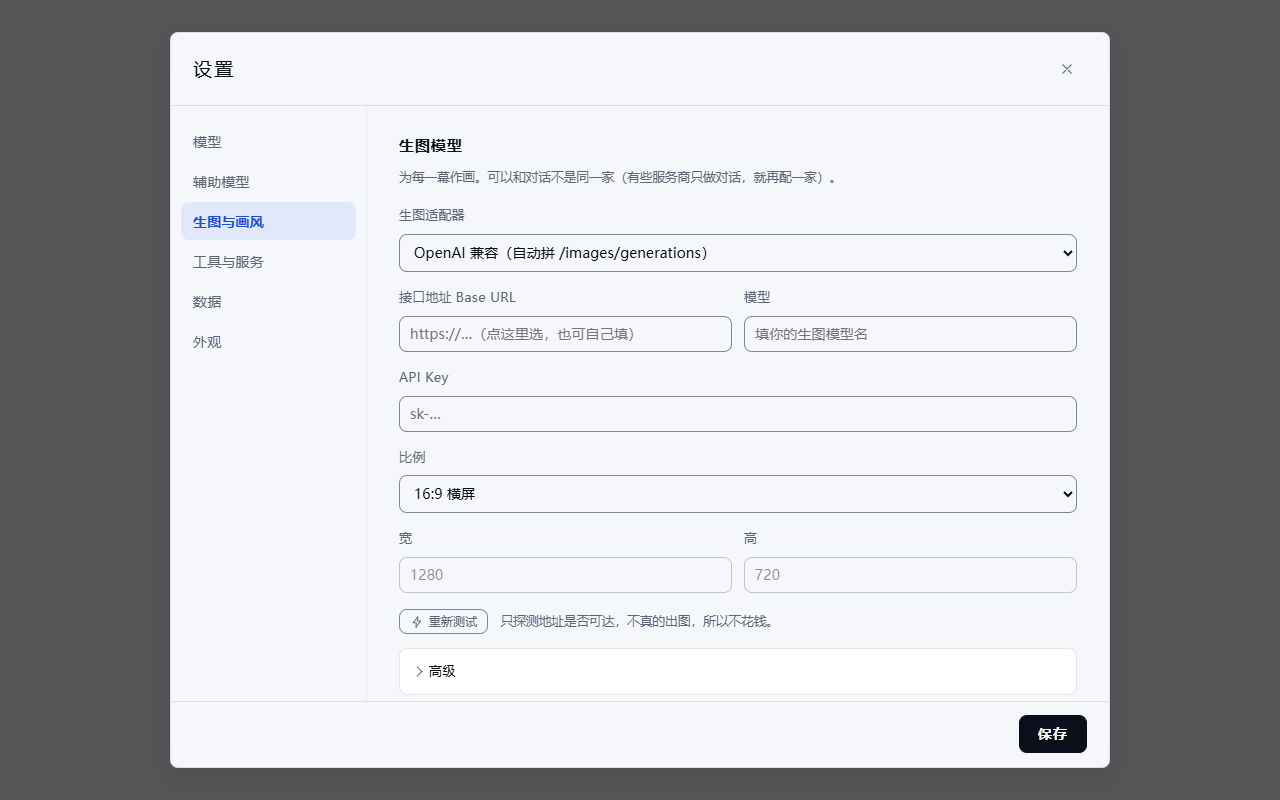 设置
模型
辅助模型
生图与画风
工具与服务
数据
外观
生图模型
为每一幕作画。可以和对话不是同一家（有些服务商只做对话，就再配一家）。
生图适配器
OpenAI 兼容（自动拼 /images/generations）
接口地址 Base URL
模型
https://...（点这里选，也可自己填）
填你的生图模型名
API Key
sk-...
比例
16:9 横屏
宽
高
1280
720
重新测试
只探测地址是否可达，不真的出图，所以不花钱。
高级
保存